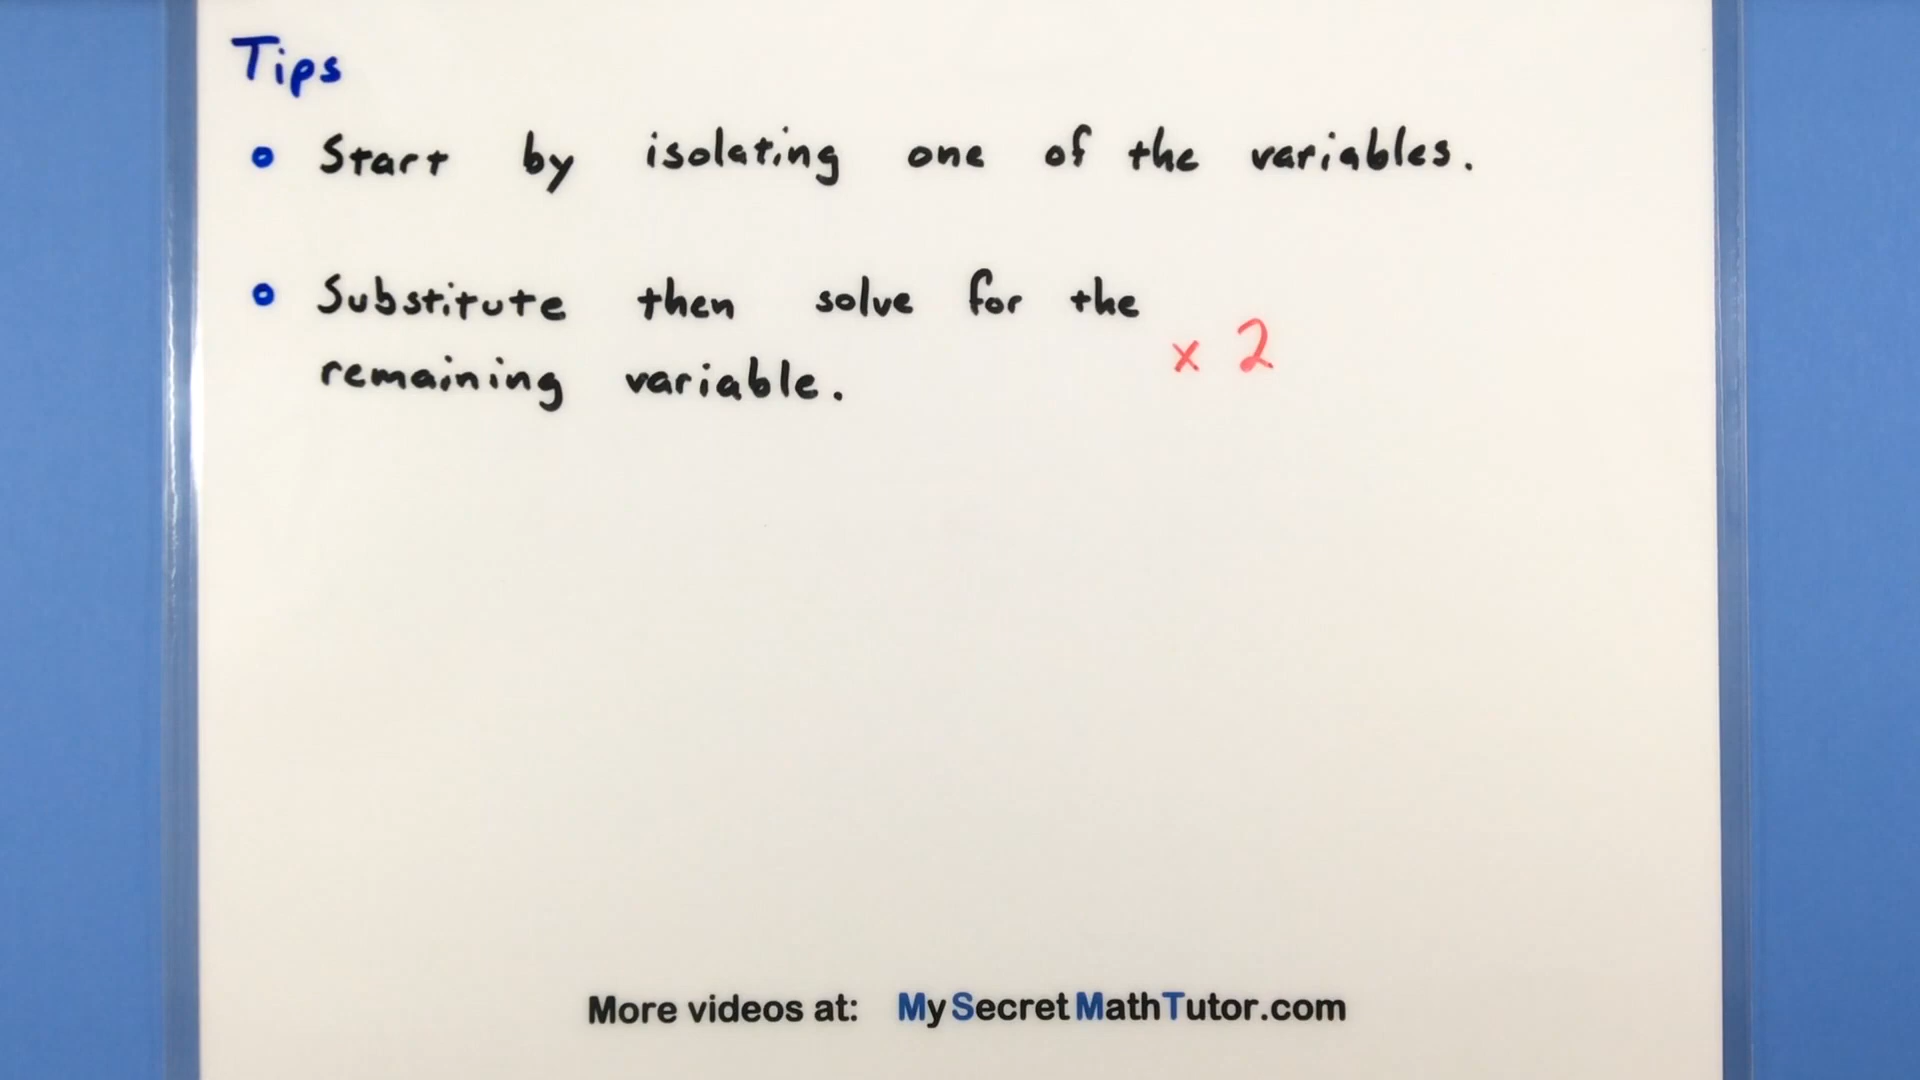 Tips
• Start by isolating one of the variables.
• Substitute then solve for the
x 2
remaining variable.
More videos at: MySecretMathTutor.com